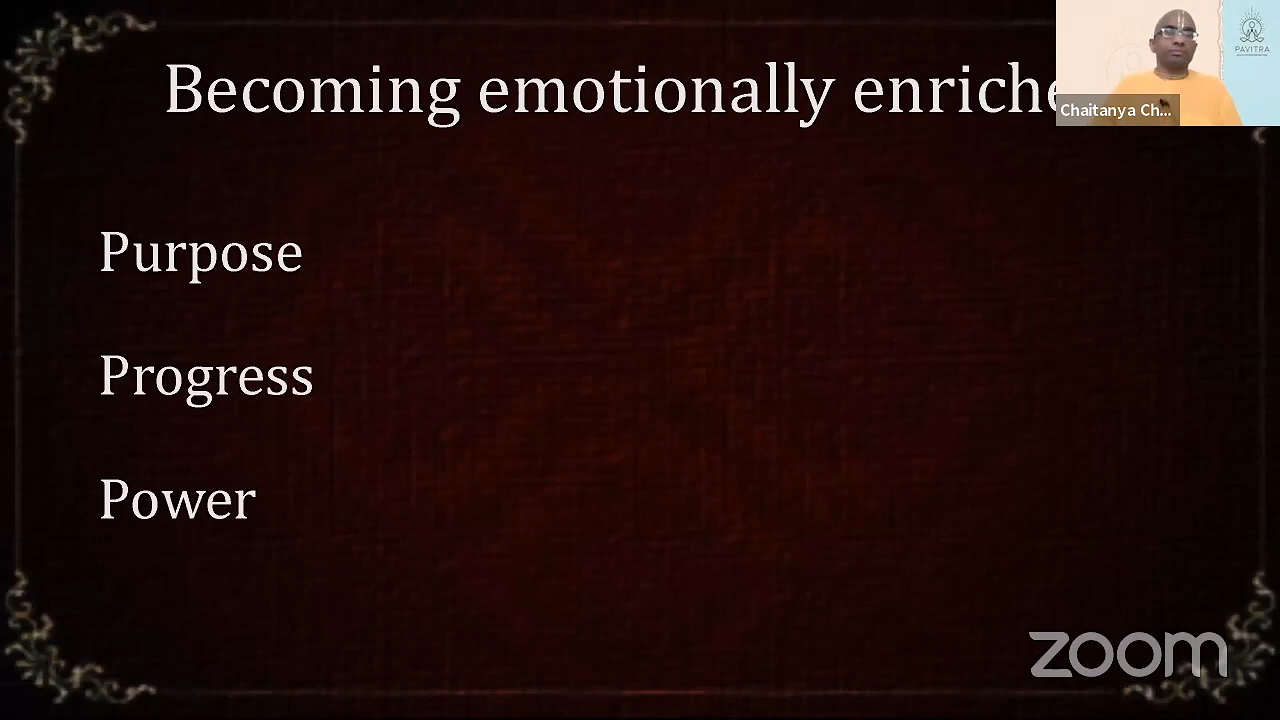 Becoming emotionally enriche
PAVITRA
Chaitanya Ch...
Purpose
Progress
Power
zoom